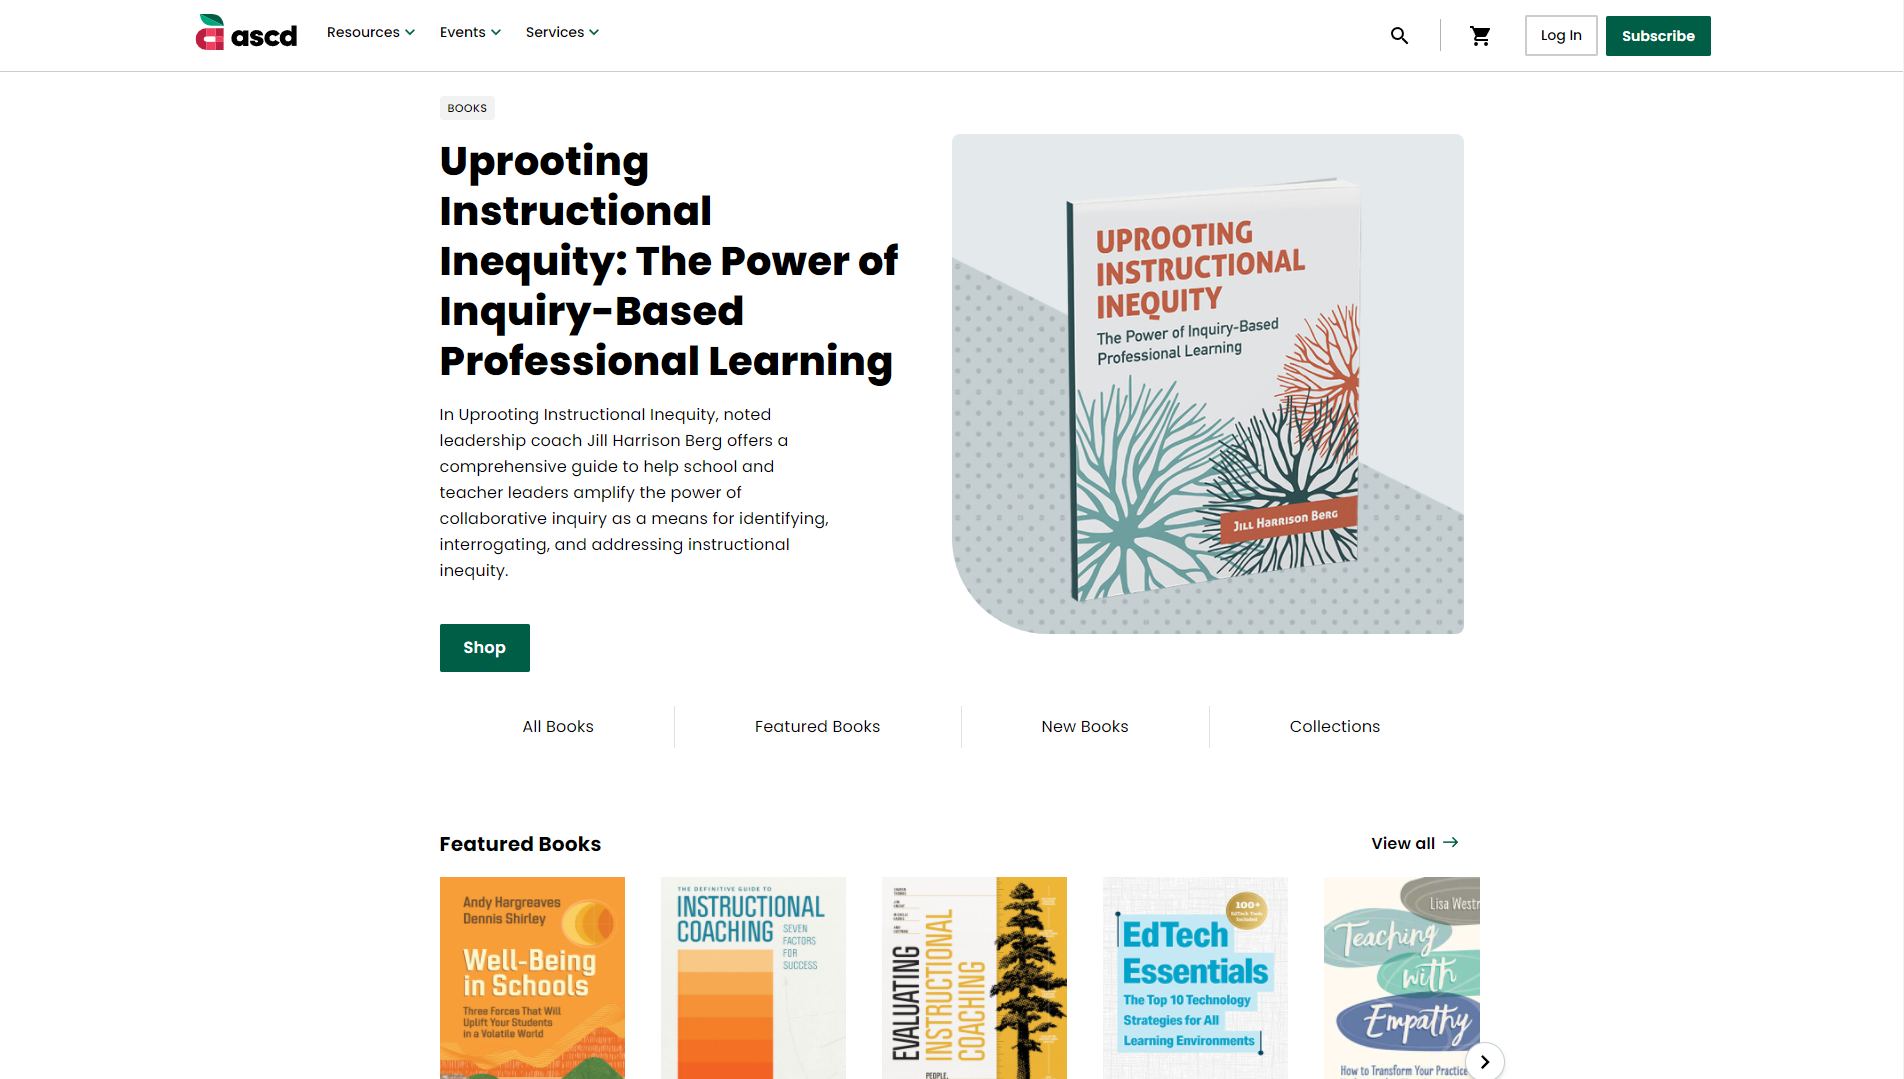 ascd
Resources
Events
Services
Log In
Subscribe
BOOKS
Uprooting
Instructional
Inequity: The Power of
Inquiry-Based
Professional Learning
In Uprooting Instructional Inequity, noted
leadership coach Jill Harrison Berg offers a
comprehensive guide to help school and
teacher leaders amplify the power of
collaborative inquiry as a means for identifying,
interrogating, and addressing instructional
inequity.
Shop
UPROOTING
INSTRUCTIONAL
INEQUITY
The Power of Inquiry-Based
Professional Learning
Jill Harrison Berg
All Books
Featured Books
New Books
Collections
Featured Books
View all
Andy Hargreaves
Dennis Shirley
Well-Being
in Schools
Three Forces That Will
Uplift Your Students
in a Volatile World
THE DEFINITIVE GUIDE TO
INSTRUCTIONAL
COACHING
SEVEN
FACTORS
FOR
SUCCESS
EVALUATING
INSTRUCTIONAL
COACHING
PEOPLE,
100+
EdTech Tools
Included
EdTech
Essentials
The Top 10 Technology
Strategies for All
Learning Environments
Lisa Westr
Teaching
with
Empathy
How to Transform Your Practice